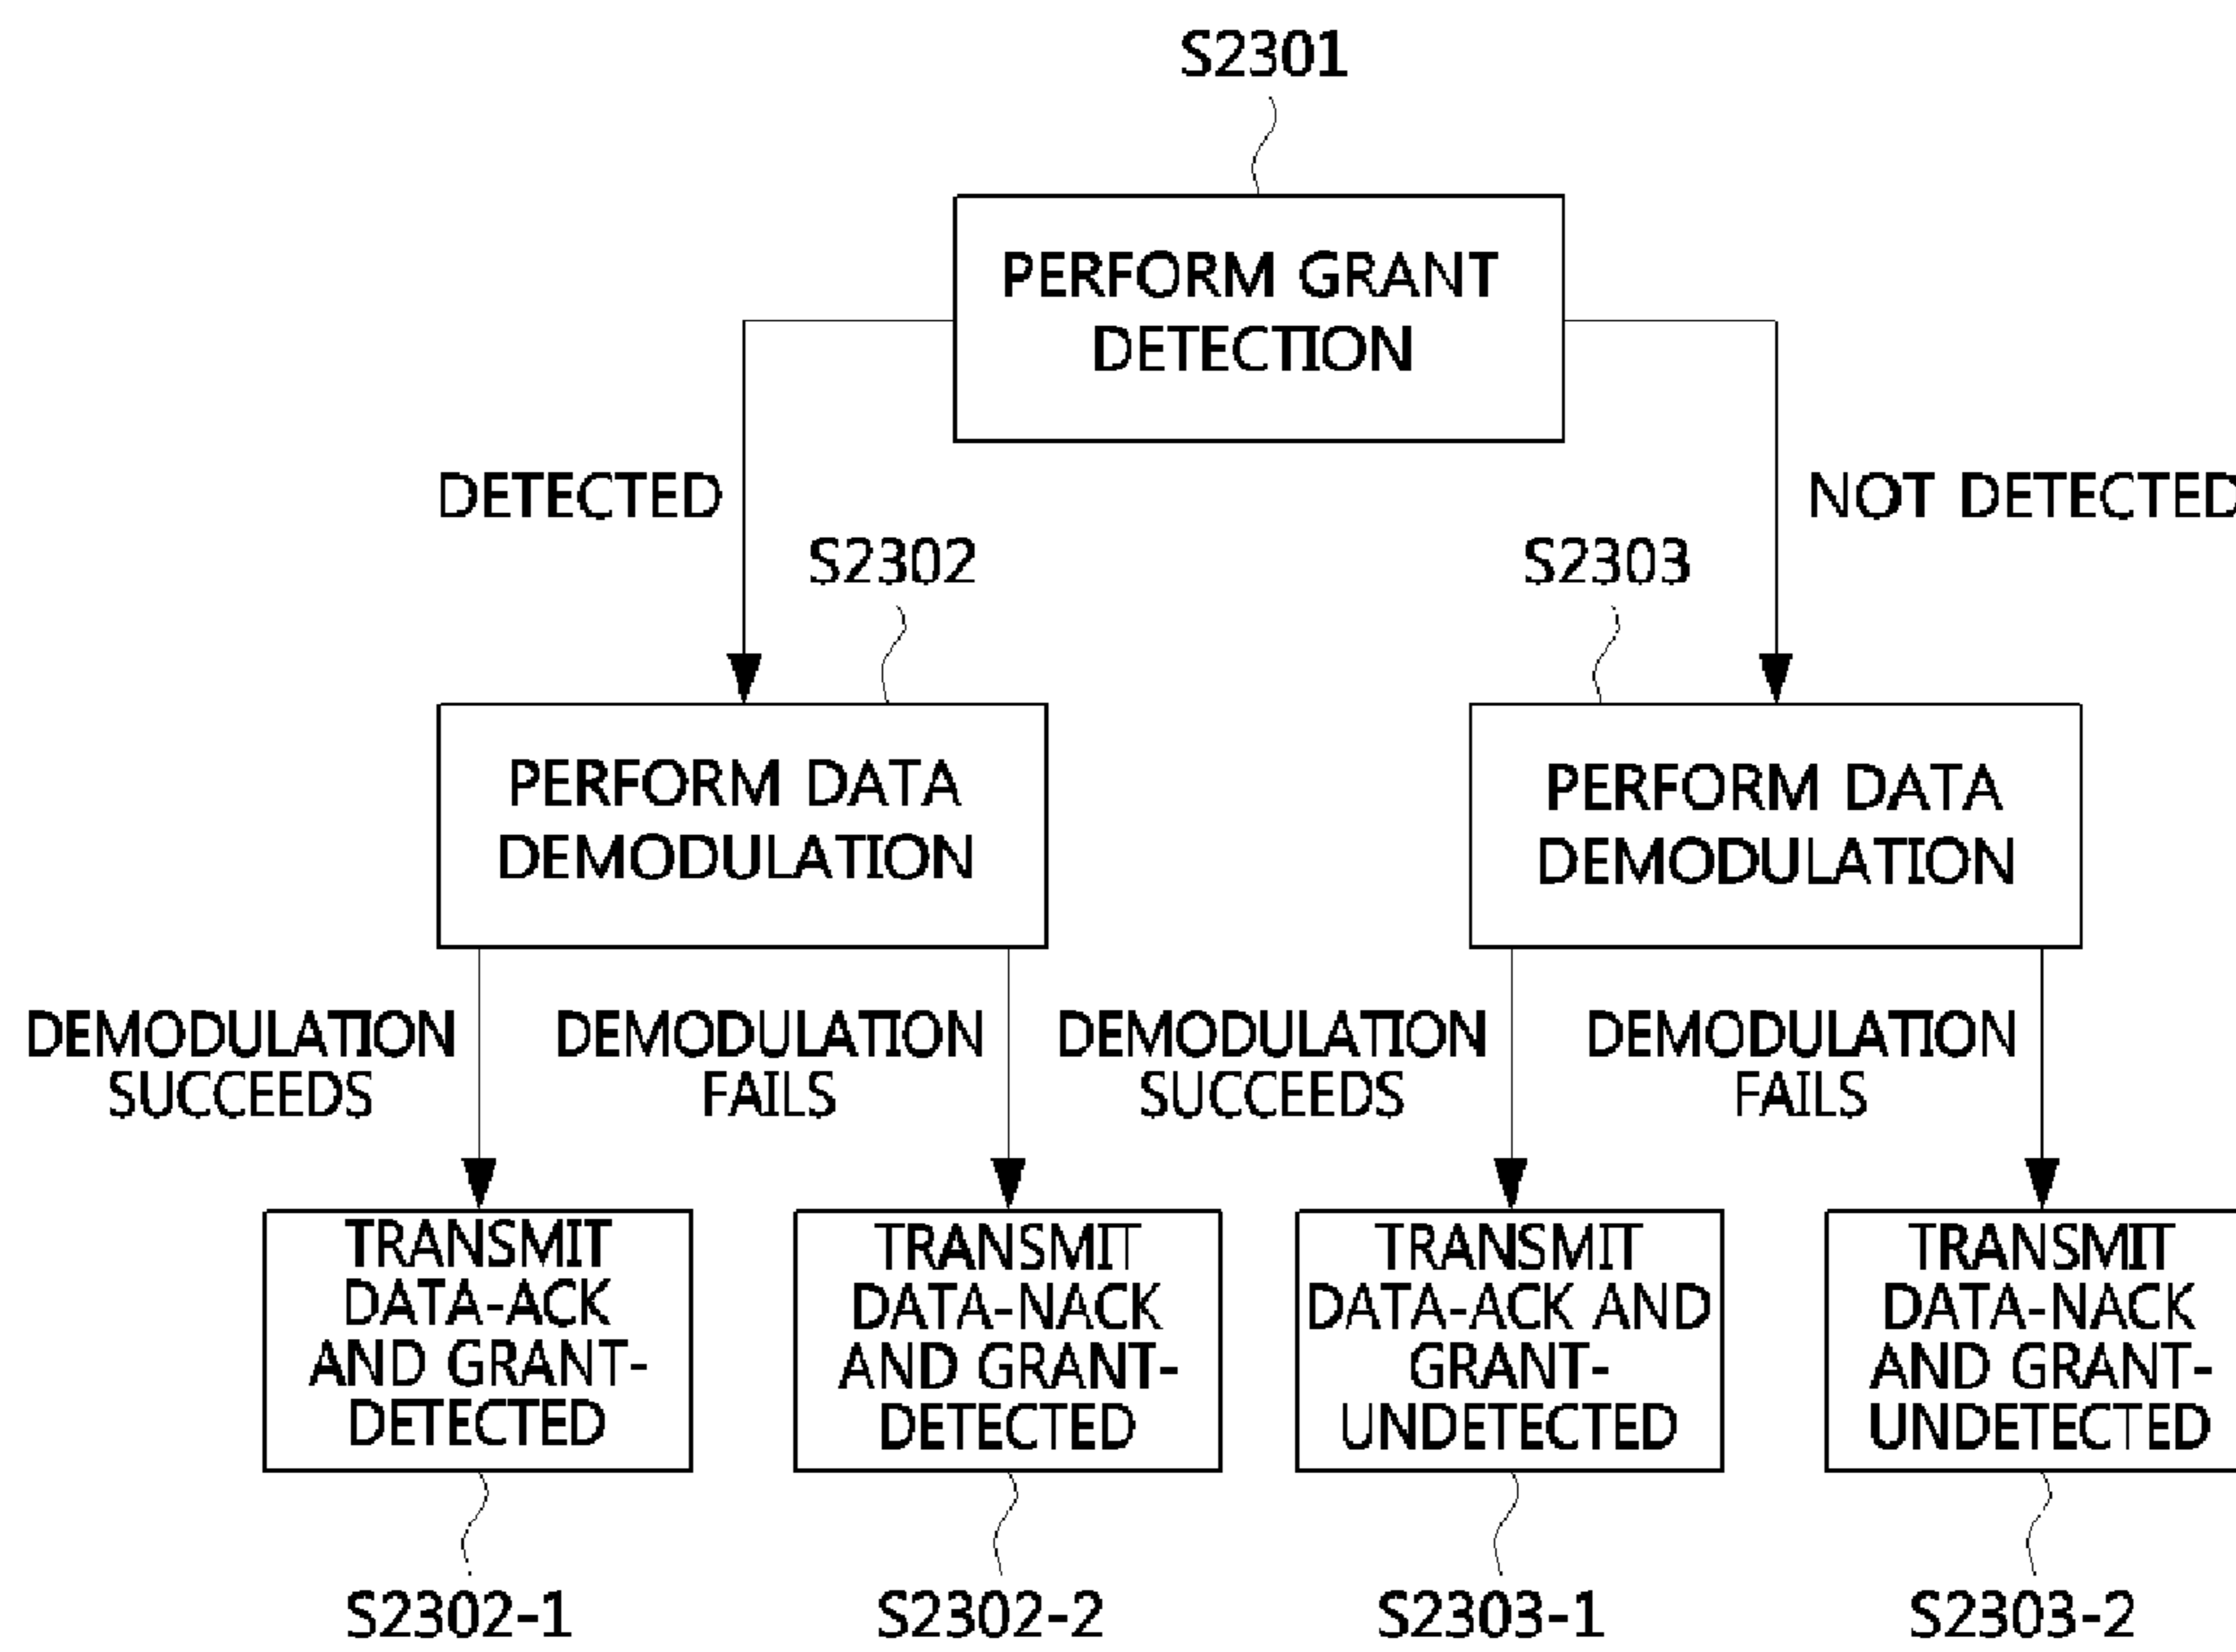 S2301
PERFORM GRANT
DETECTION
DETECTED
NOT DETECTED
S2302
S2303
PERFORM DATA
DEMODULATION
PERFORM DATA
DEMODULATION
DEMODULATION
SUCCEEDS
DEMODULATION
FAILS
DEMODULATION
SUCCEEDS
DEMODULATION
FAILS
TRANSMIT
DATA-ACK
AND GRANT-
DETECTED
TRANSMIT
DATA-NACK
AND GRANT-
DETECTED
TRANSMIT
DATA-ACK AND
GRANT-
UNDETECTED
TRANSMIT
DATA-NACK
AND GRANT-
UNDETECTED
S2302-1
S2302-2
S2303-1
S2303-2